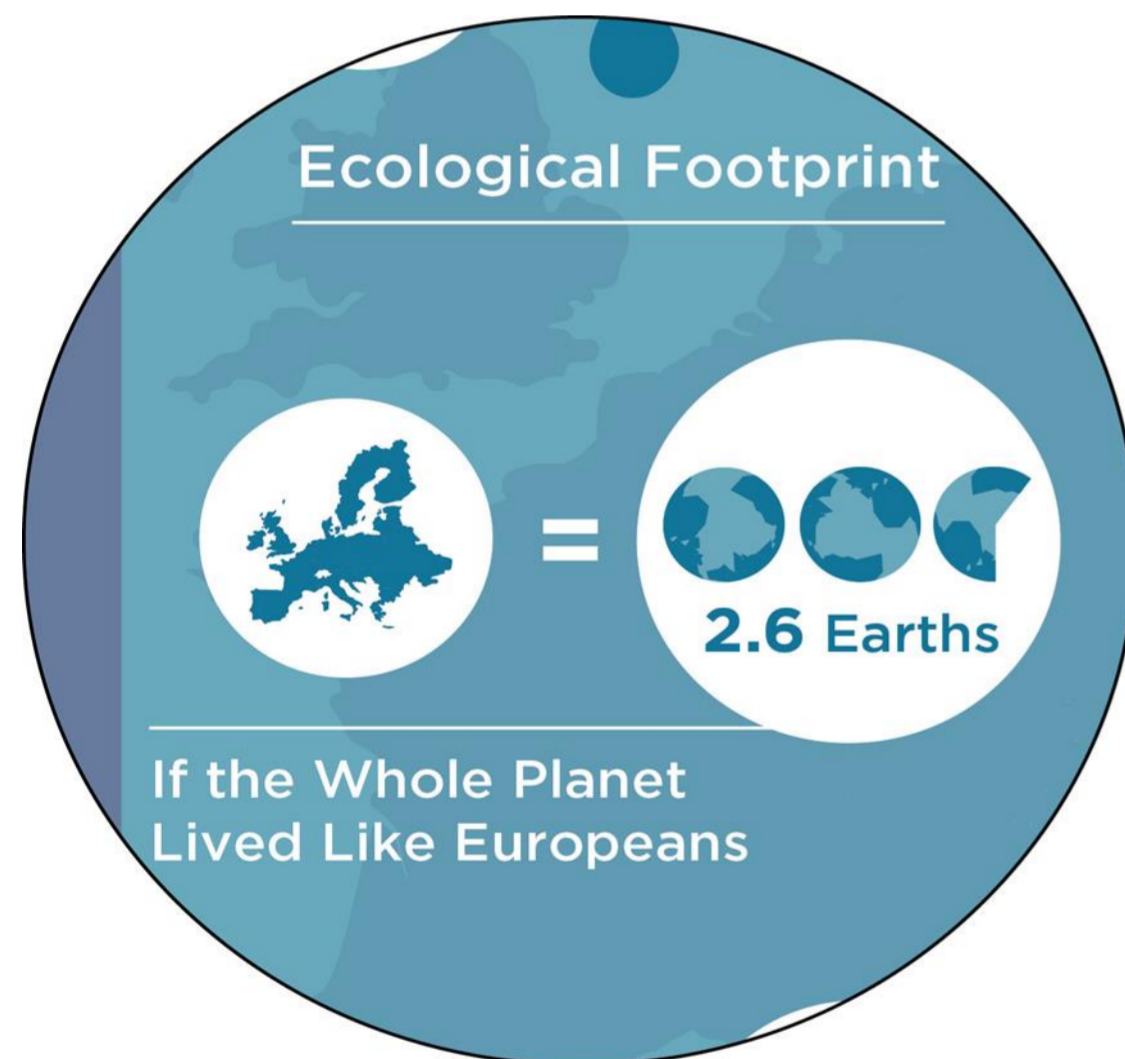 Ecological Footprint
=
2.6 Earths
If the Whole Planet
Lived Like Europeans